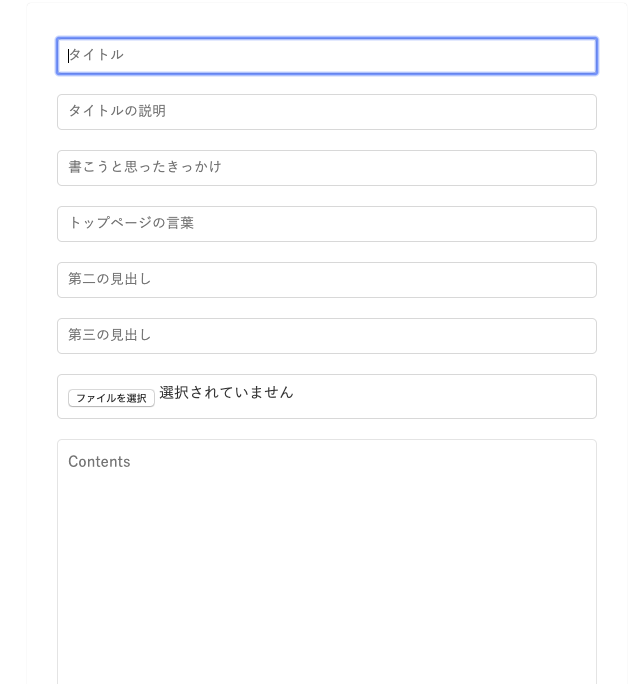 タイトル
タイトルの説明
書こうと思ったきっかけ
トップページの言葉
第二の見出し
第三の見出し
ファイルを選択 選択されていません
Contents